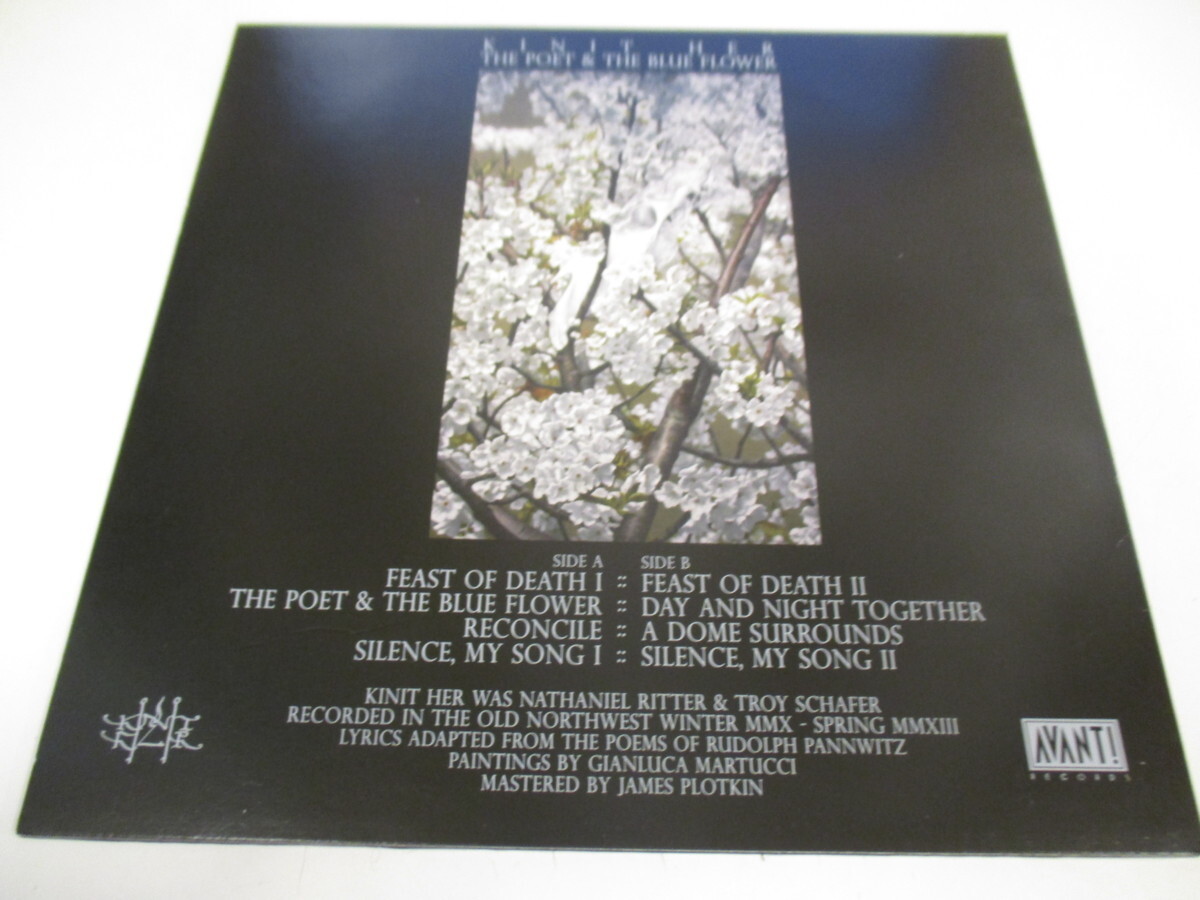 KINIT HER
THE POET & THE BLUE FLOWER
SIDE A SIDE B
FEAST OF DEATH I :: FEAST OF DEATH II
THE POET & THE BLUE FLOWER :: DAY AND NIGHT TOGETHER
RECONCILE :: A DOME SURROUNDS
SILENCE, MY SONG I :: SILENCE, MY SONG II
KINIT HER WAS NATHANIEL RITTER & TROY SCHAFER
RECORDED IN THE OLD NORTHWEST WINTER MMX - SPRING MMXIII
LYRICS ADAPTED FROM THE POEMS OF RUDOLPH PANNWITZ
PAINTINGS BY GIANLUCA MARTUCCI
MASTERED BY JAMES PLOTKIN
AVANT!
RECORDS